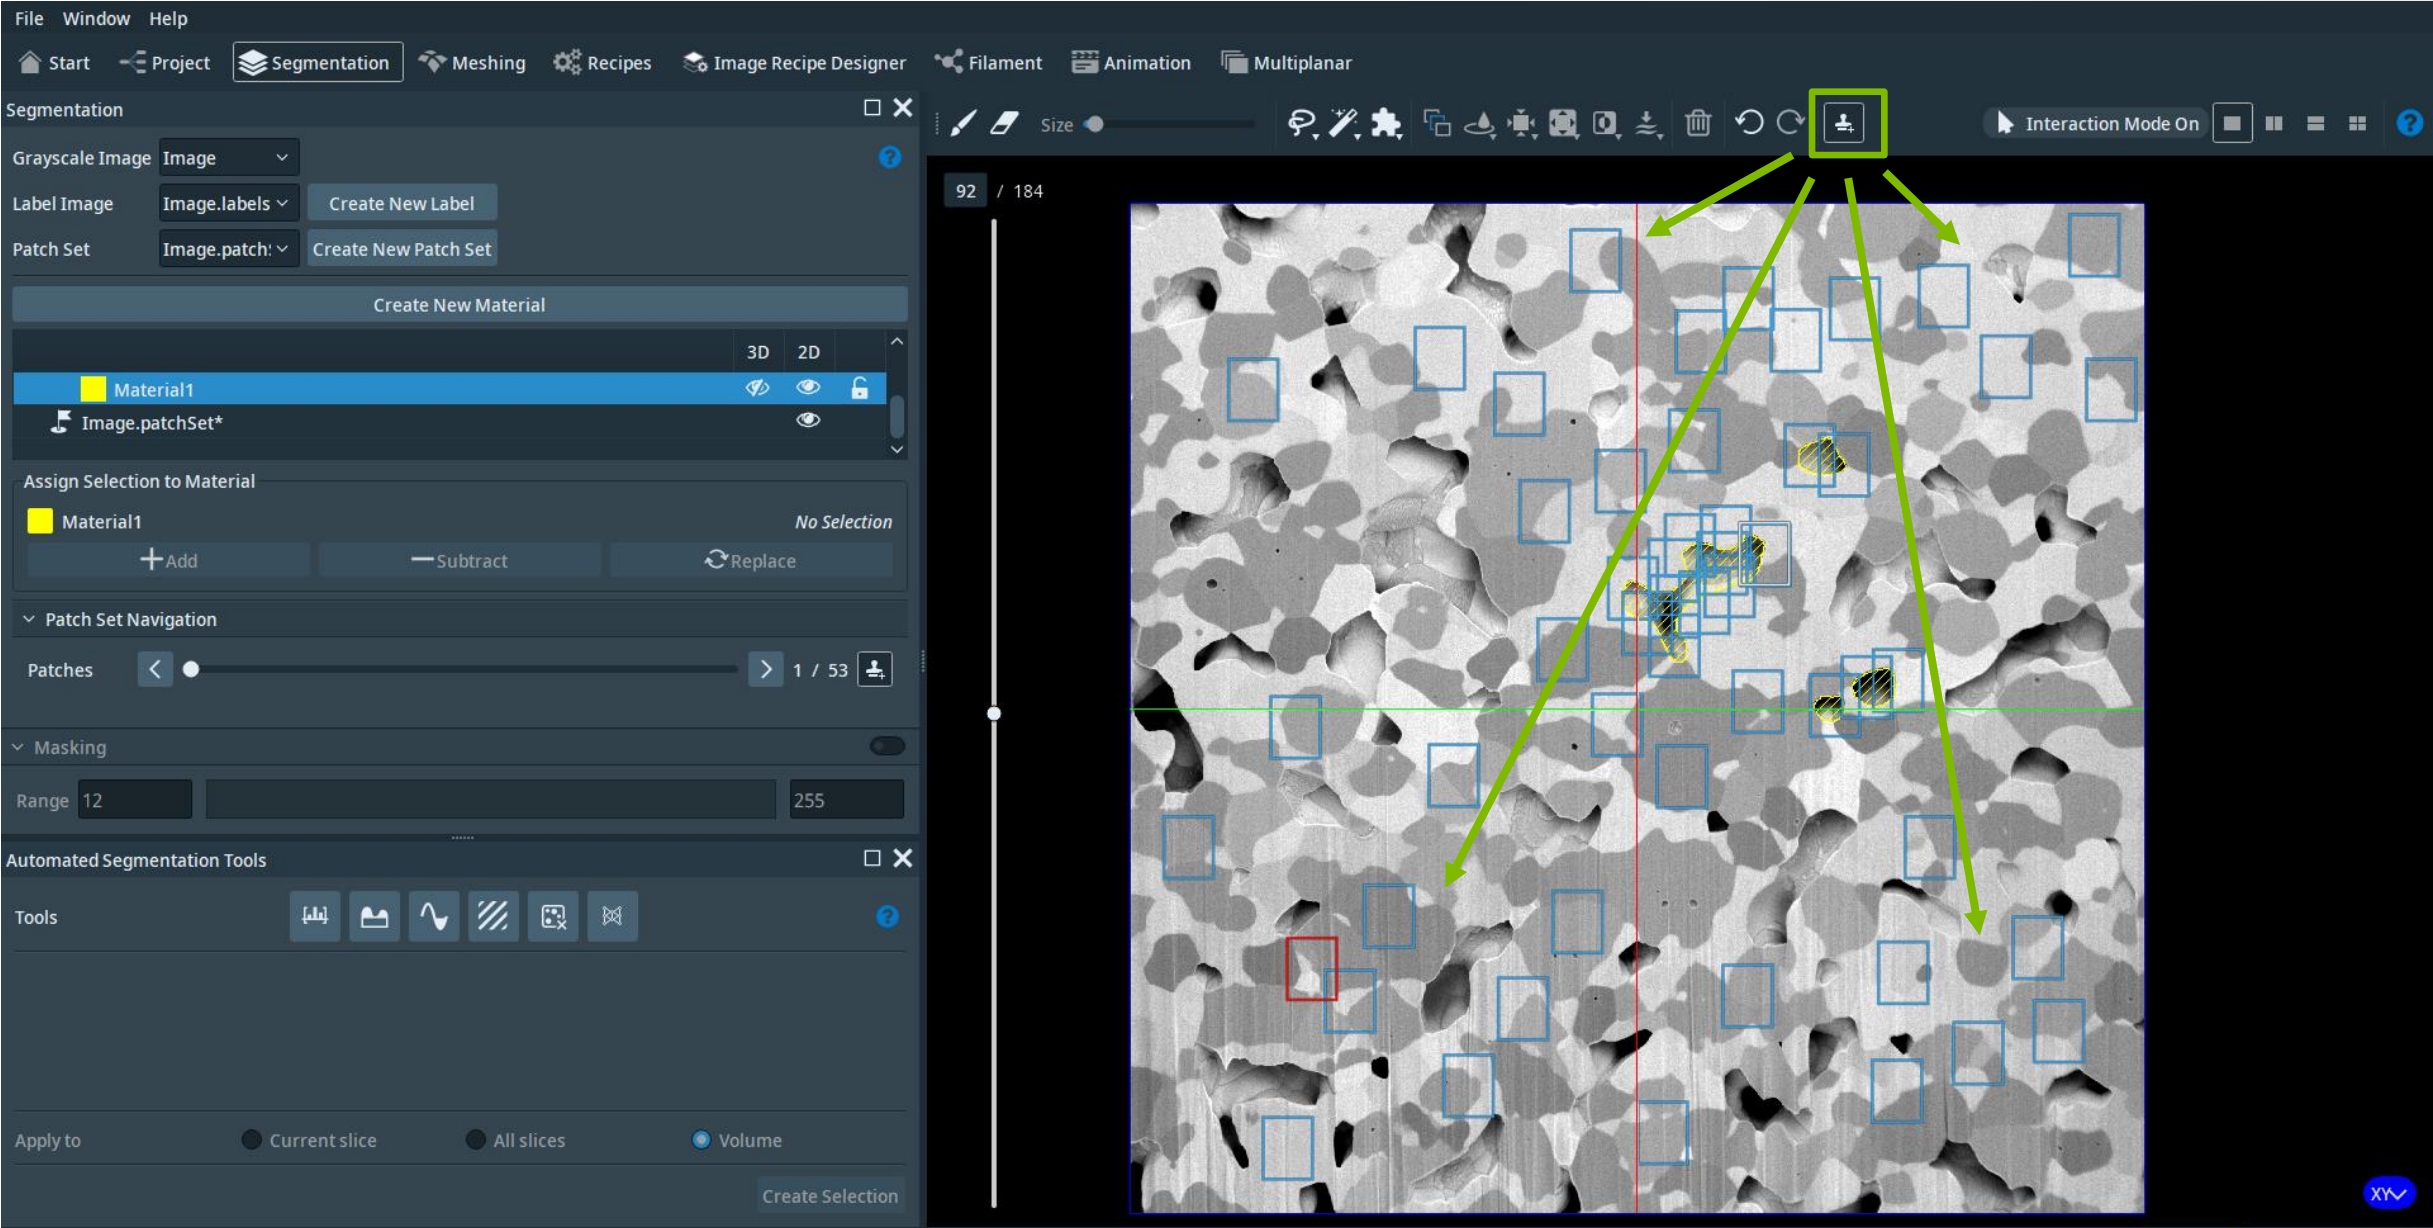 File Window Help
Start Project Segmentation Meshing Recipes Image Recipe Designer Filament Animation Multiplanar
Segmentation
Size
Interaction Mode On
Grayscale Image Image
Label Image Image.labels Create New Label
Patch Set Image.patch: Create New Patch Set
92 / 184
Create New Material
3D 2D
Material1
Image.patchSet*
Assign Selection to Material
Material1 No Selection
Add Subtract Replace
Patch Set Navigation
Patches 1 / 53
Masking
Range 12 255
Automated Segmentation Tools
Tools
Apply to Current slice All slices Volume
Create Selection
XY